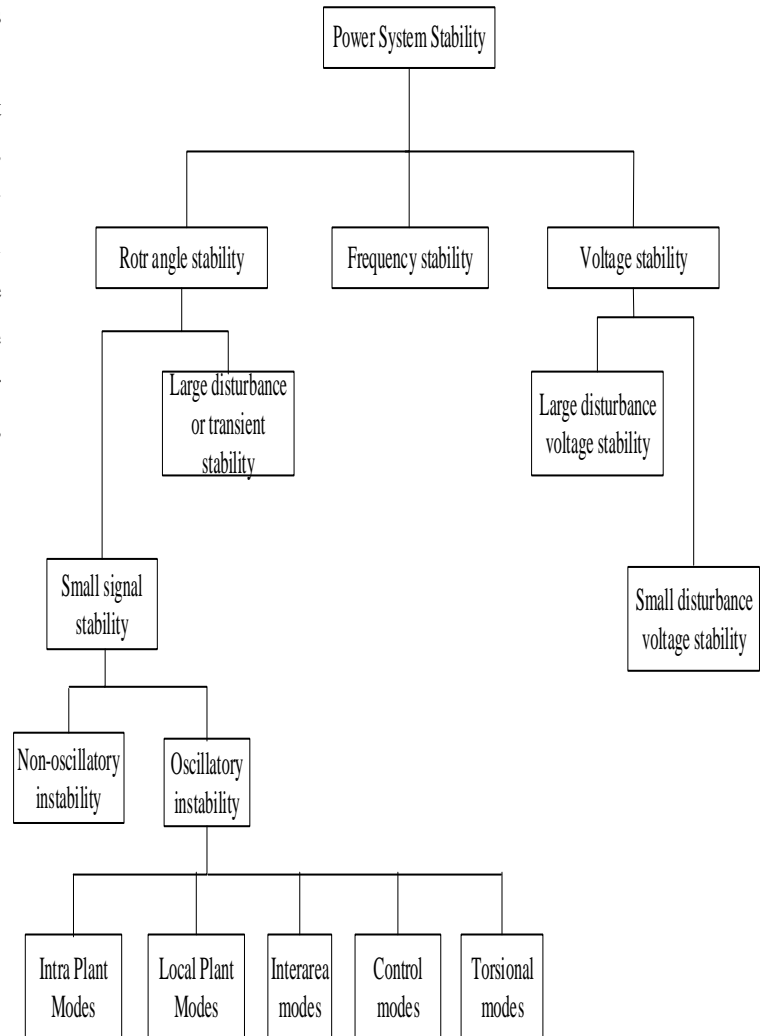 Power System Stability
Rotr angle stability
Frequency stability
Voltage stability
Large disturbance
or transient
stability
Large disturbance
voltage stability
Small signal
stability
Small disturbance
voltage stability
Non-oscillatory
instability
Oscillatory
instability
Intra Plant
Modes
Local Plant
Modes
Interarea
modes
Control
modes
Torsional
modes